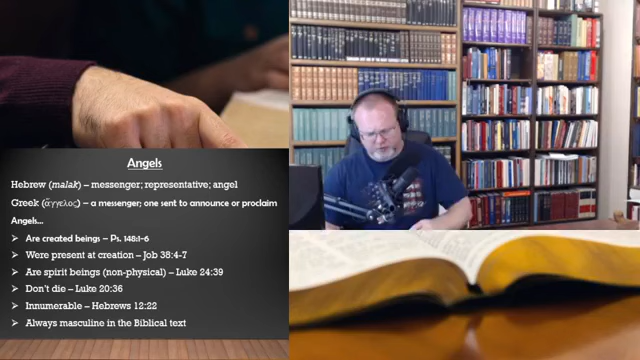 Angels
Hebrew (malak) – messenger; representative; angel
Greek (ἄγγελος) – a messenger; one sent to announce or proclaim
Angels...
➢ Are created beings – Ps. 148:1-6
➢ Were present at creation – Job 38:4-7
➢ Are spirit beings (non-physical) – Luke 24:39
➢ Don't die – Luke 20:36
➢ Innumerable – Hebrews 12:22
➢ Always masculine in the Biblical text